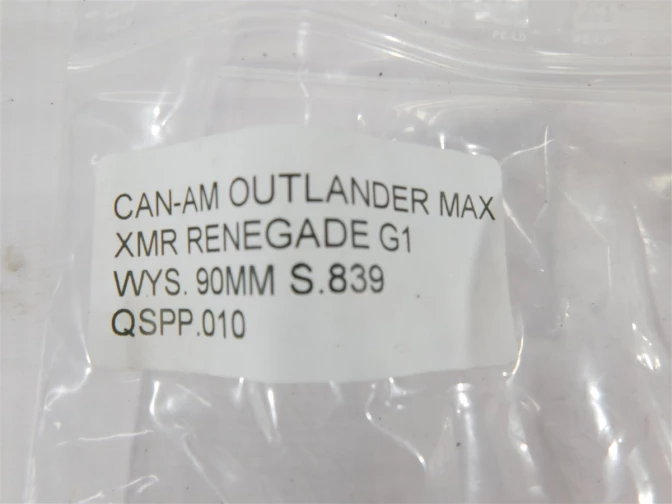 CAN-AM OUTLANDER MAX
XMR RENEGADE G1
WYS. 90MM S.839
QSPP.010